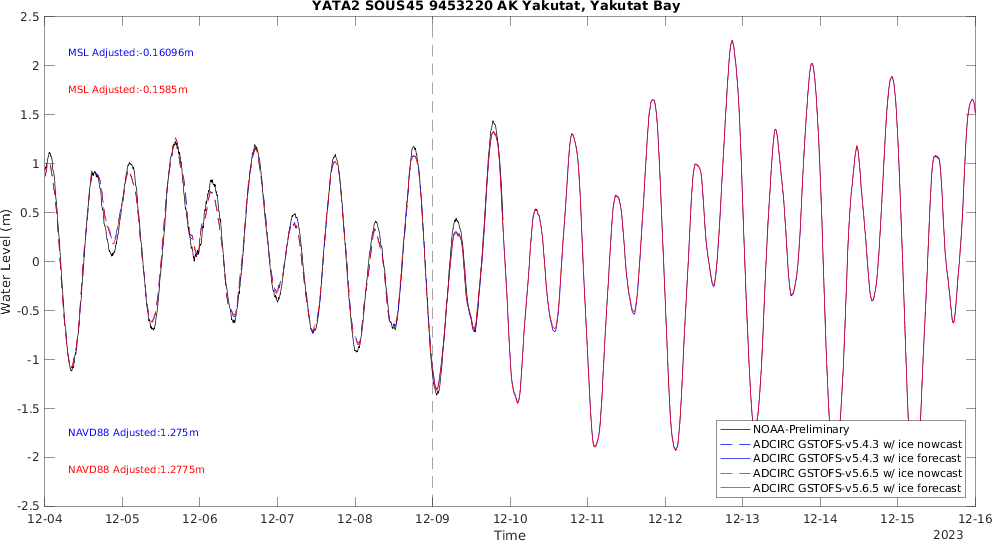 YATA2 SOUS45 9453220 AK Yakutat, Yakutat Bay
2.5
2
1.5
1
0.5
0
-0.5
-1
-1.5
-2
-2.5
Water Level (m)
MSL Adjusted:-0.16096m
MSL Adjusted:-0.1585m
NAVD88 Adjusted:1.275m
NAVD88 Adjusted:1.2775m
NOAA-Preliminary
ADCIRC GSTOFS-v5.4.3 w/ ice nowcast
ADCIRC GSTOFS-v5.4.3 w/ ice forecast
ADCIRC GSTOFS-v5.6.5 w/ ice nowcast
ADCIRC GSTOFS-v5.6.5 w/ ice forecast
12-04 12-05 12-06 12-07 12-08 12-09 12-10 12-11 12-12 12-13 12-14 12-15 12-16
Time
2023